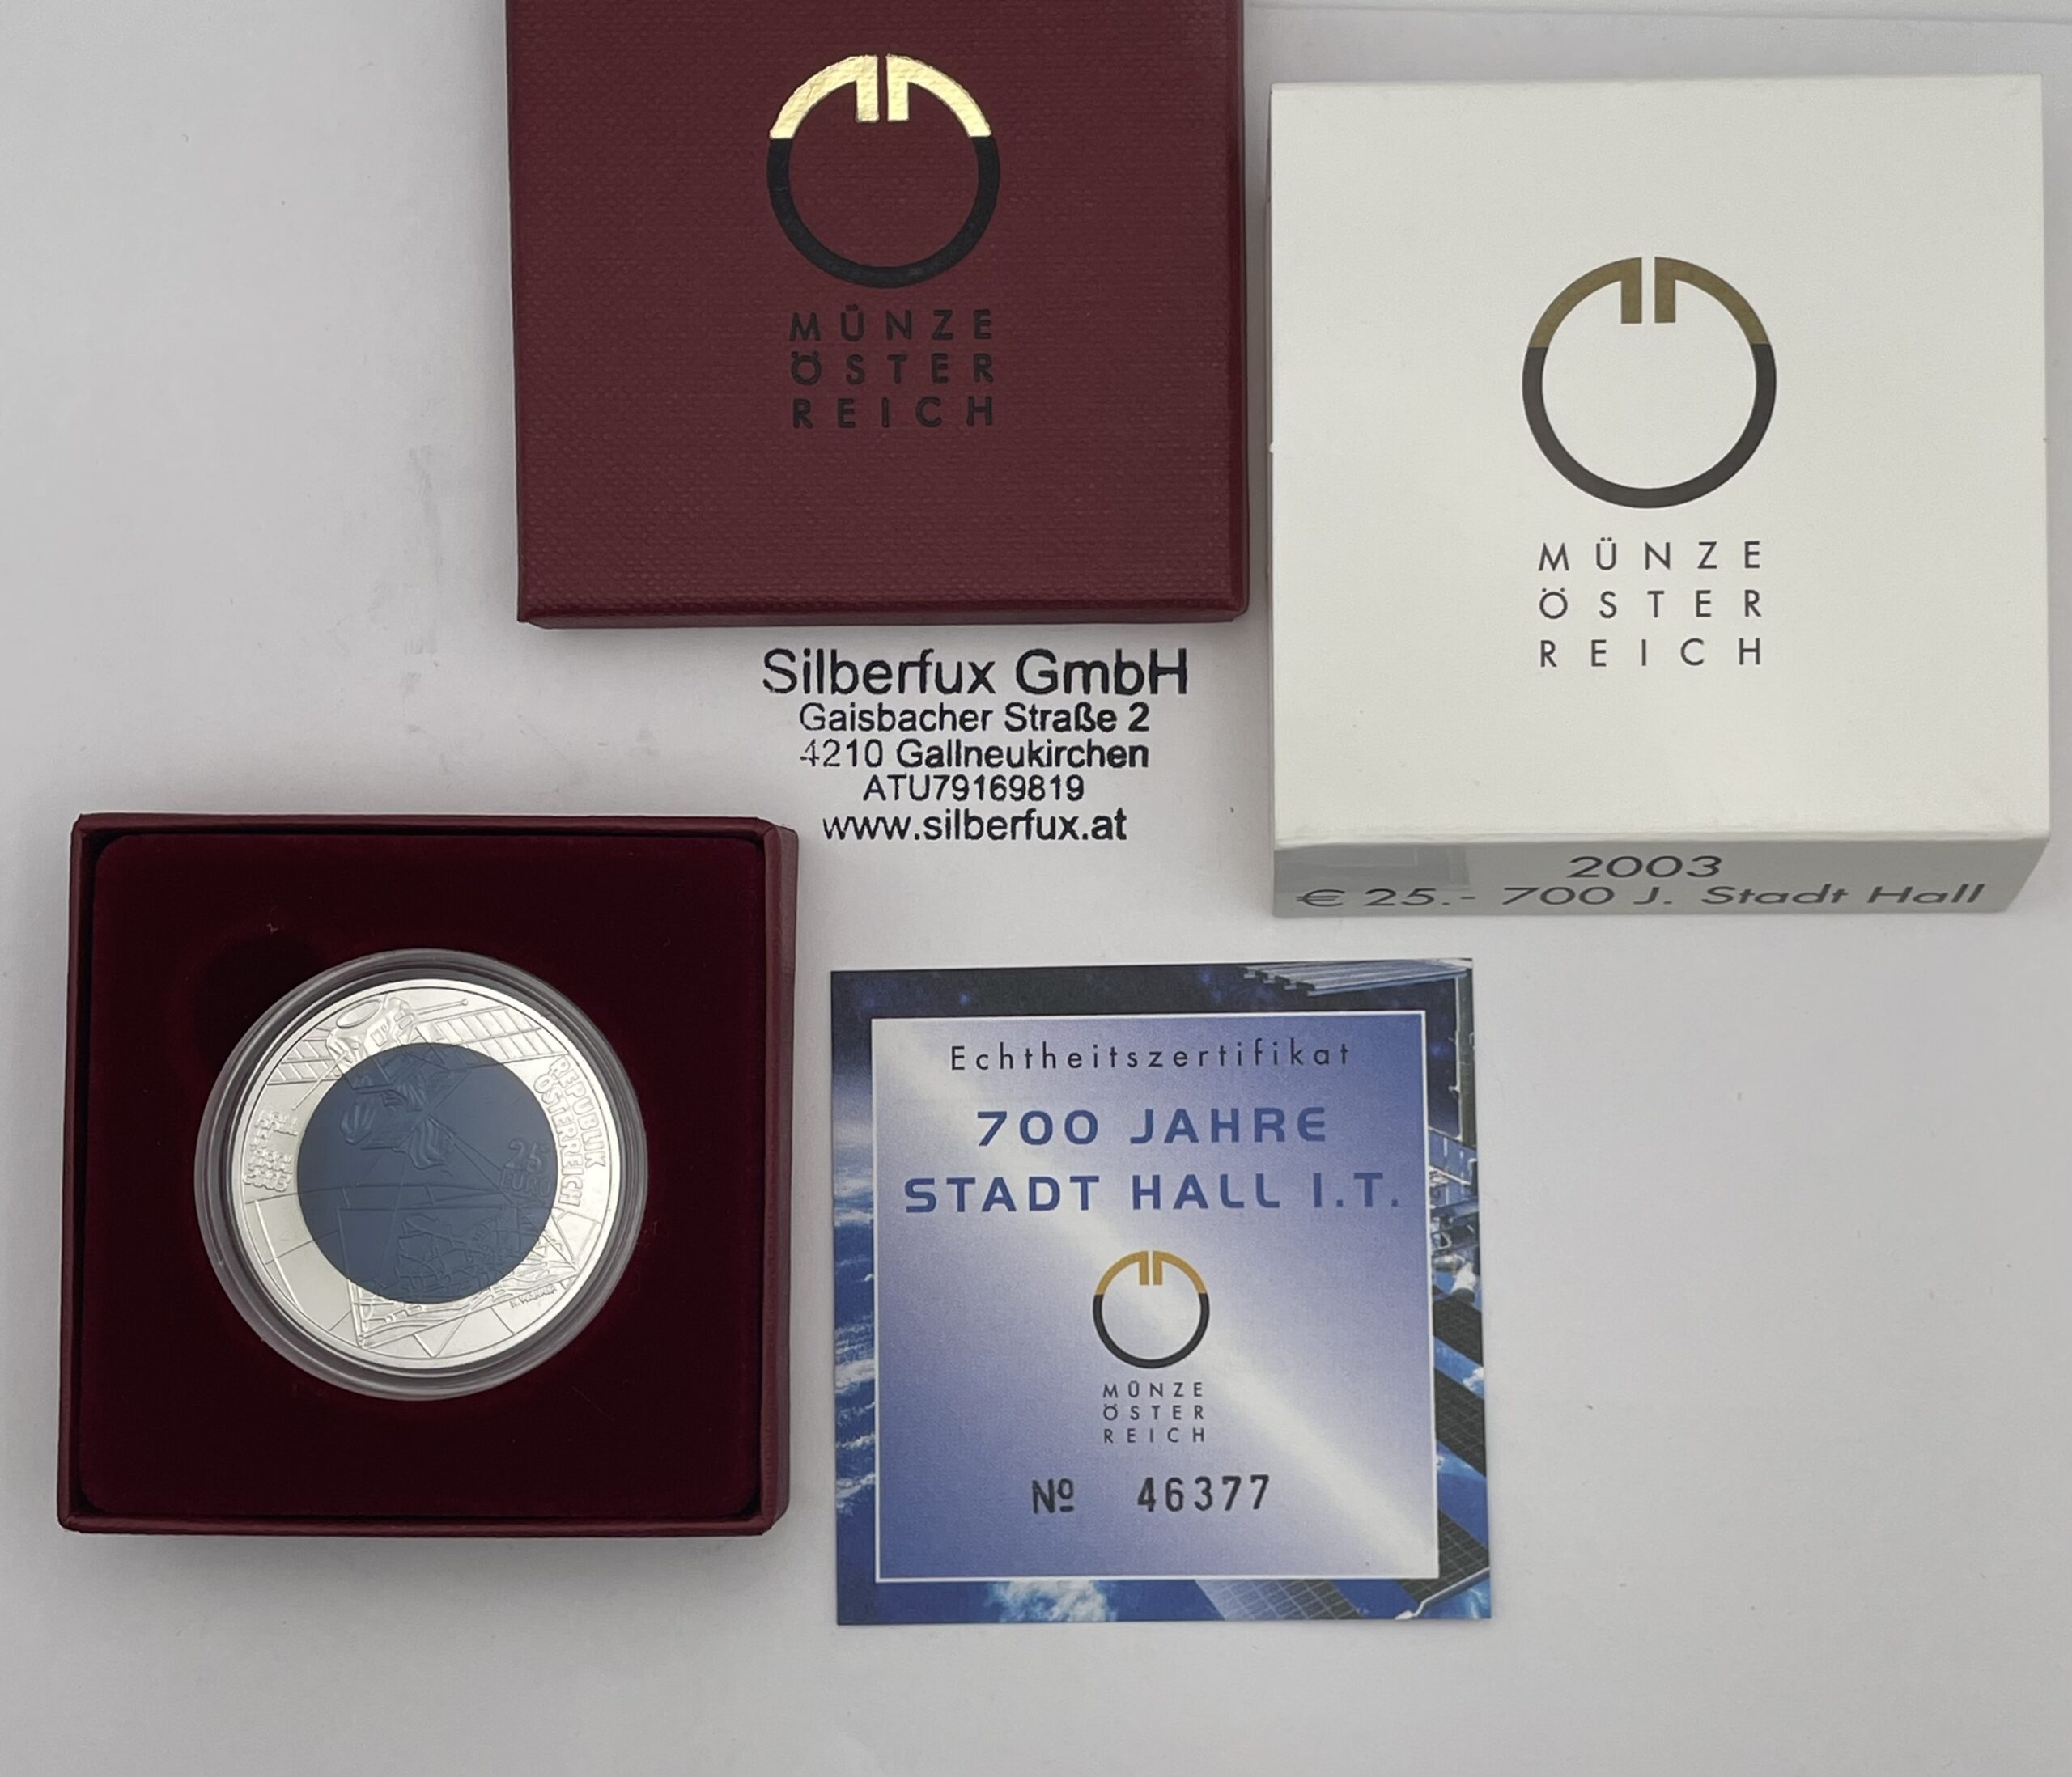 MÜNZE
ÖSTER
REICH
MÜNZE
ÖSTER
REICH
Silberfux GmbH
Gaisbacher Straße 2
4210 Gallneukirchen
ATU79169819
www.silberfux.at
2003
€ 25.- 700 J. Stadt Hall
REPUBLIK
ÖSTERREICH
25
EURO
Echtheitszertifikat
700 JAHRE
STADT HALL I.T.
MÜNZE
ÖSTER
REICH
Nº 46377